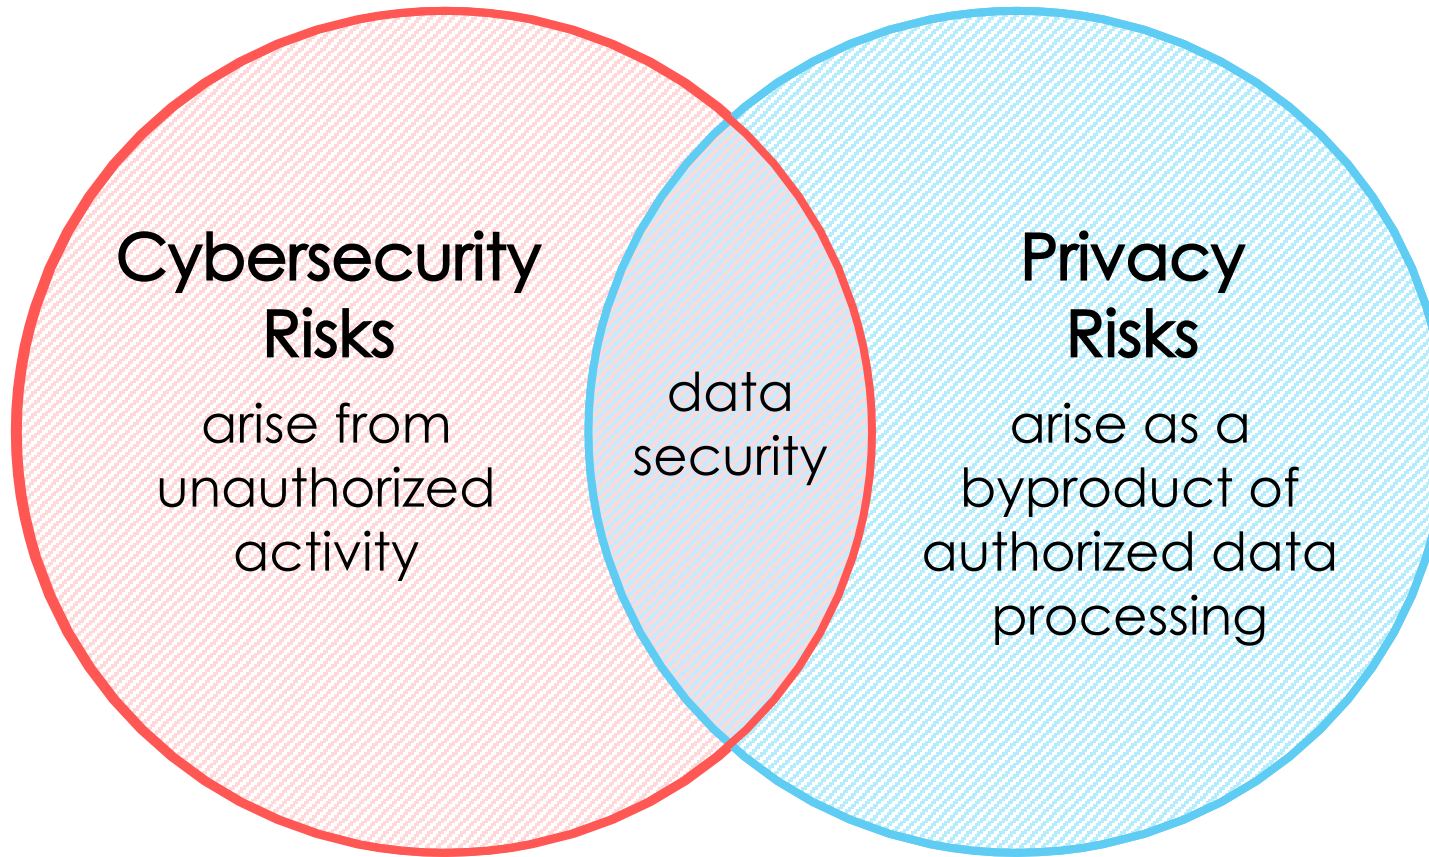 Cybersecurity
Risks
arise from
unauthorized
activity
data
security
Privacy
Risks
arise as a
byproduct of
authorized data
processing